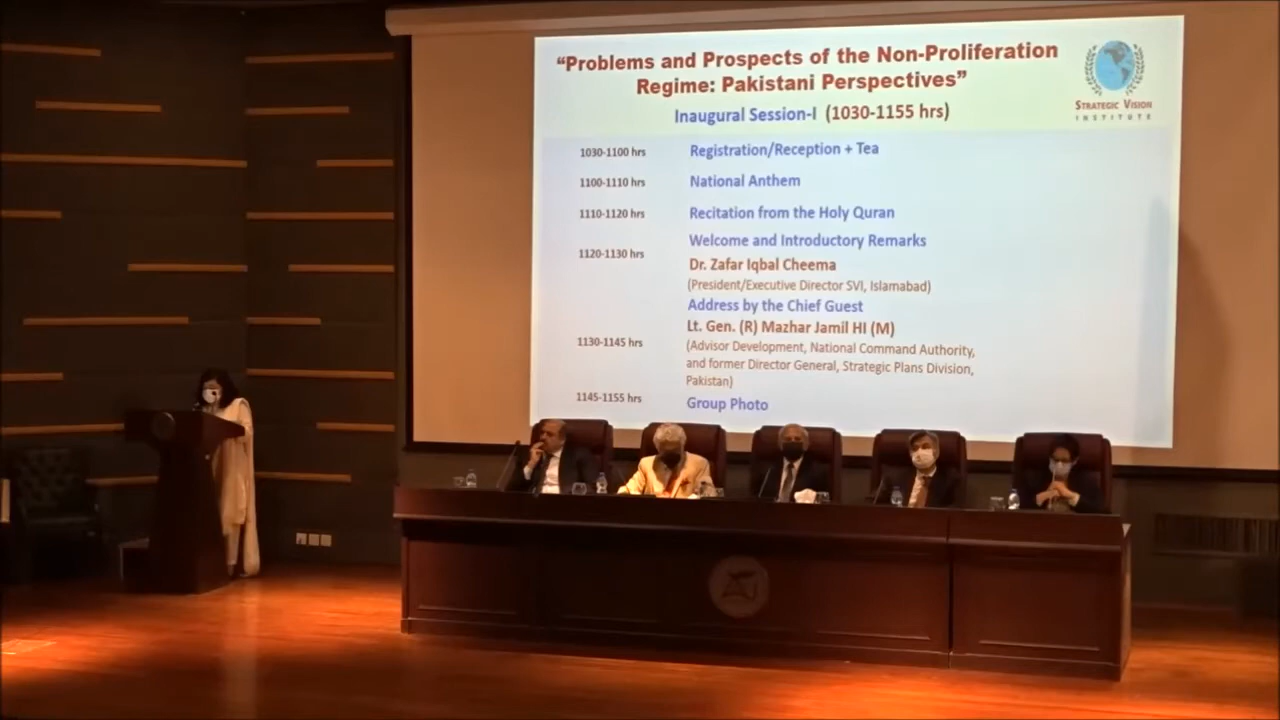 “Problems and Prospects of the Non-Proliferation
Regime: Pakistani Perspectives”
STRATEGIC VISION
INSTITUTE
Inaugural Session-I (1030-1155 hrs)
1030-1100 hrs Registration/Reception + Tea
1100-1110 hrs National Anthem
1110-1120 hrs Recitation from the Holy Quran
1120-1130 hrs Welcome and Introductory Remarks
Dr. Zafar Iqbal Cheema
(President/Executive Director SVI, Islamabad)
Address by the Chief Guest
Lt. Gen. (R) Mazhar Jamil HI (M)
1130-1145 hrs (Advisor Development, National Command Authority,
and former Director General, Strategic Plans Division,
Pakistan)
1145-1155 hrs Group Photo